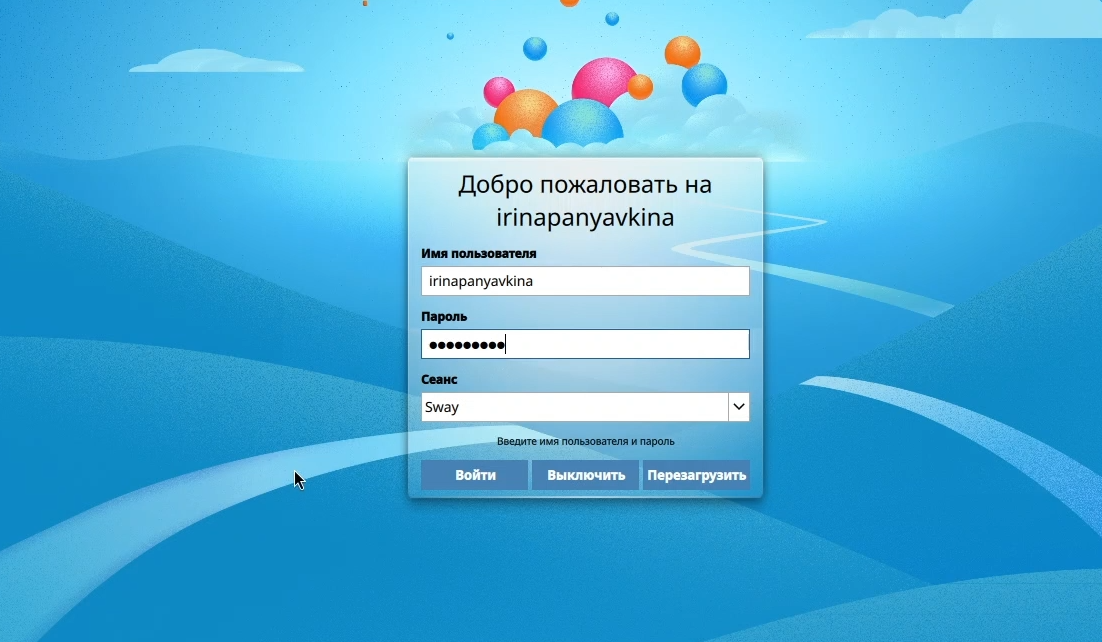 Добро пожаловать на
irinapanyavkina
Имя пользователя
irinapanyavkina
Пароль
●●●●●●●●●
Сеанс
Sway
Введите имя пользователя и пароль
Войти Выключить Перезагрузить